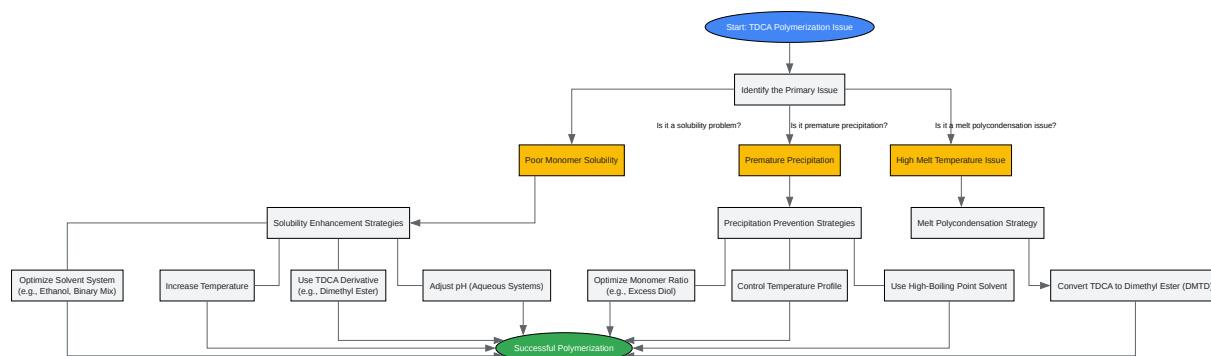 Start: TDCA Polymerization Issue
Identify the Primary Issue
Is it a solubility problem?
Is it premature precipitation?
Is it a melt polycondensation issue?
Poor Monomer Solubility
Premature Precipitation
High Melt Temperature Issue
Solubility Enhancement Strategies
Precipitation Prevention Strategies
Melt Polycondensation Strategy
Optimize Solvent System
(e.g., Ethanol, Binary Mix)
Increase Temperature
Use TDCA Derivative
(e.g., Dimethyl Ester)
Adjust pH (Aqueous Systems)
Optimize Monomer Ratio
(e.g., Excess Diol)
Control Temperature Profile
Use High-Boiling Point Solvent
Convert TDCA to Dimethyl Ester (DMTD)
Successful Polymerization